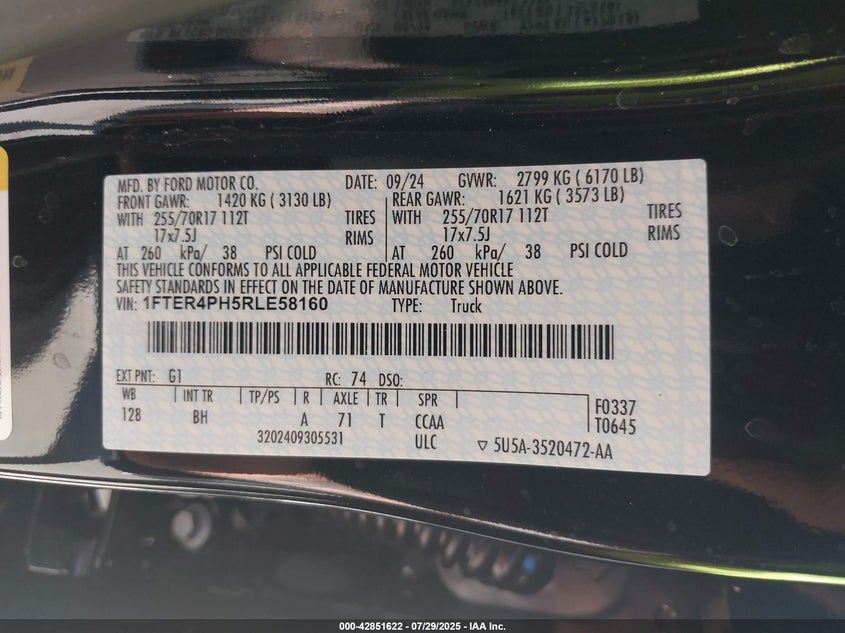 MFD. BY FORD MOTOR CO. DATE: 09/24 GVWR: 2799 KG ( 6170 LB)
FRONT GAWR: 1420 KG ( 3130 LB) REAR GAWR: 1621 KG ( 3573 LB)
WITH 255/70R17 112T TIRES WITH 255/70R17 112T TIRES
17x7.5J RIMS 17x7.5J RIMS
AT 260 kPa/ 38 PSI COLD AT 260 kPa/ 38 PSI COLD
THIS VEHICLE CONFORMS TO ALL APPLICABLE FEDERAL MOTOR VEHICLE
SAFETY STANDARDS IN EFFECT ON THE DATE OF MANUFACTURE SHOWN ABOVE.
VIN: 1FTER4PH5RLE58160 TYPE: Truck
EXT PNT: G1 RC: 74 DSO:
WB INT TR TP/PS R AXLE TR SPR
128 BH A 71 T CCAA
F0337
T0645
3202409305531 ULC ▽ 5U5A-3520472-AA
000-42851622 - 07/29/2025 - IAA Inc.